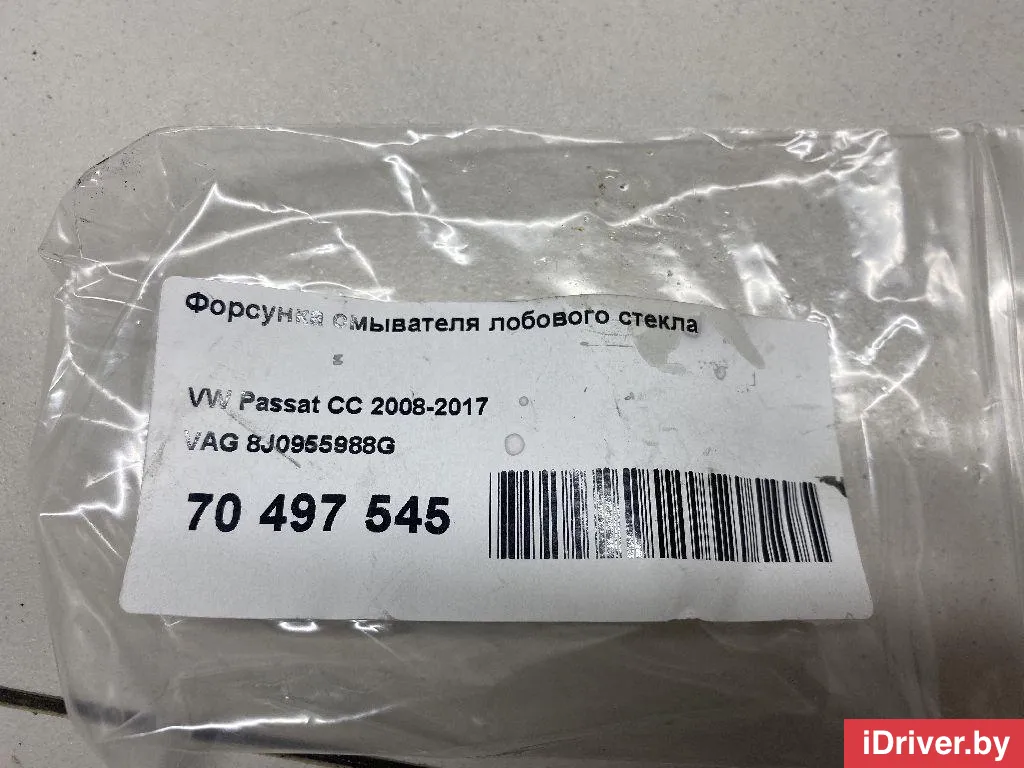 Форсунка омывателя лобового стекла
VW Passat CC 2008-2017
VAG 8J0955988G
70 497 545
iDriver.by